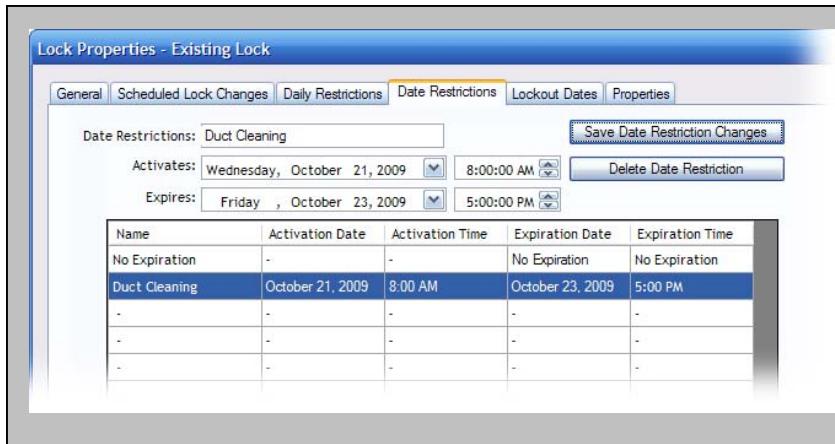 Lock Properties - Existing Lock
General Scheduled Lock Changes Daily Restrictions Date Restrictions Lockout Dates Properties
Date Restrictions: Duct Cleaning Save Date Restriction Changes
Activates: Wednesday, October 21, 2009 8:00:00 AM Delete Date Restriction
Expires: Friday , October 23, 2009 5:00:00 PM
Name Activation Date Activation Time Expiration Date Expiration Time
No Expiration - - No Expiration No Expiration
Duct Cleaning October 21, 2009 8:00 AM October 23, 2009 5:00 PM
- - - - -
- - - - -
- - - - -